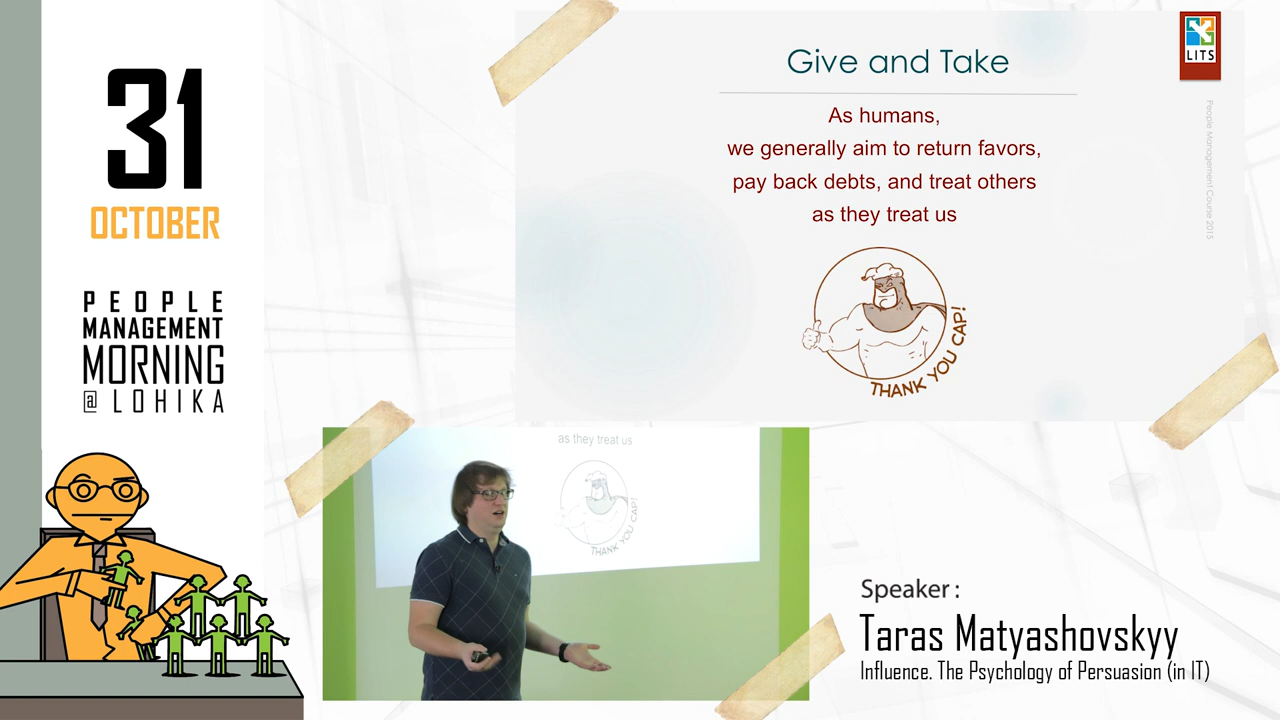 31
OCTOBER
PEOPLE
MANAGEMENT
MORNING
@ LOHIKA
Give and Take
As humans,
we generally aim to return favors,
pay back debts, and treat others
as they treat us
THANK YOU CAP!
LITS
People Management Course 2015
as they treat us
THANK YOU CAP!
Speaker :
Taras Matyashovskyy
Influence. The Psychology of Persuasion (in IT)